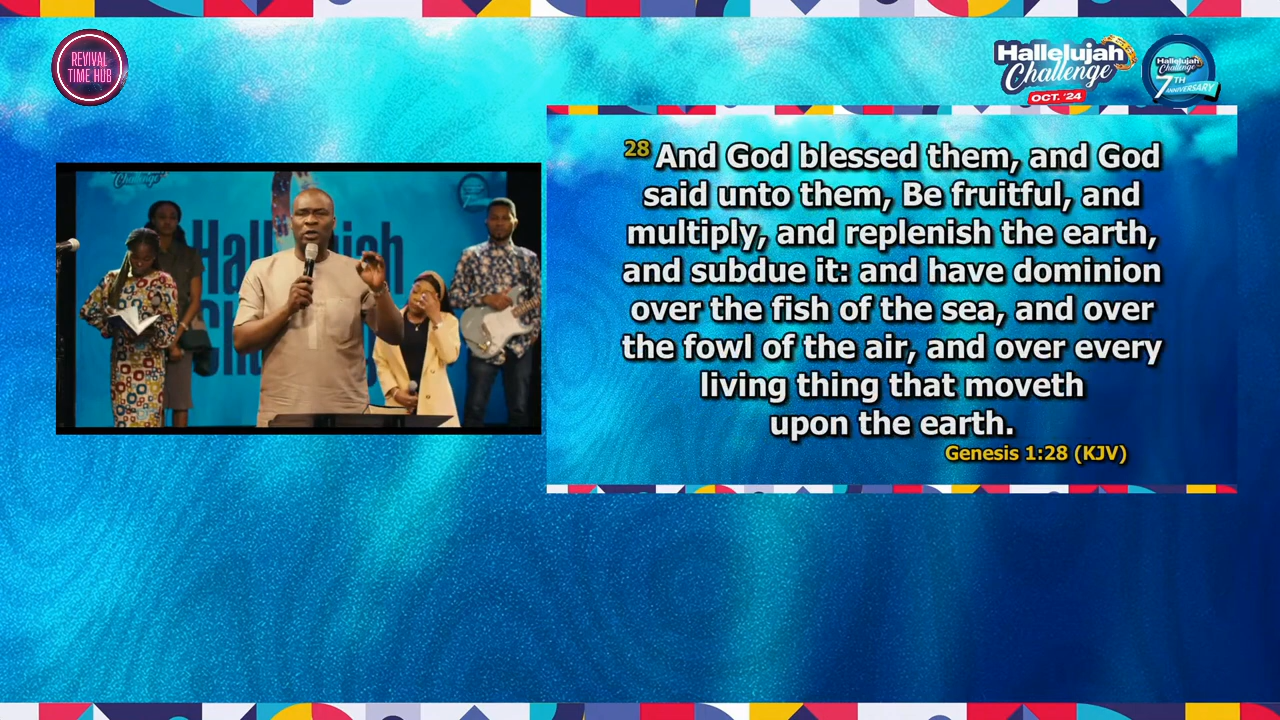 REVIVAL
TIME HUB
Hallelujah
Challenge
OCT. '24
Hallelujah
Challenge
7TH
ANNIVERSARY
28 And God blessed them, and God
said unto them, Be fruitful, and
multiply, and replenish the earth,
and subdue it: and have dominion
over the fish of the sea, and over
the fowl of the air, and over every
living thing that moveth
upon the earth.
Genesis 1:28 (KJV)
Challenge